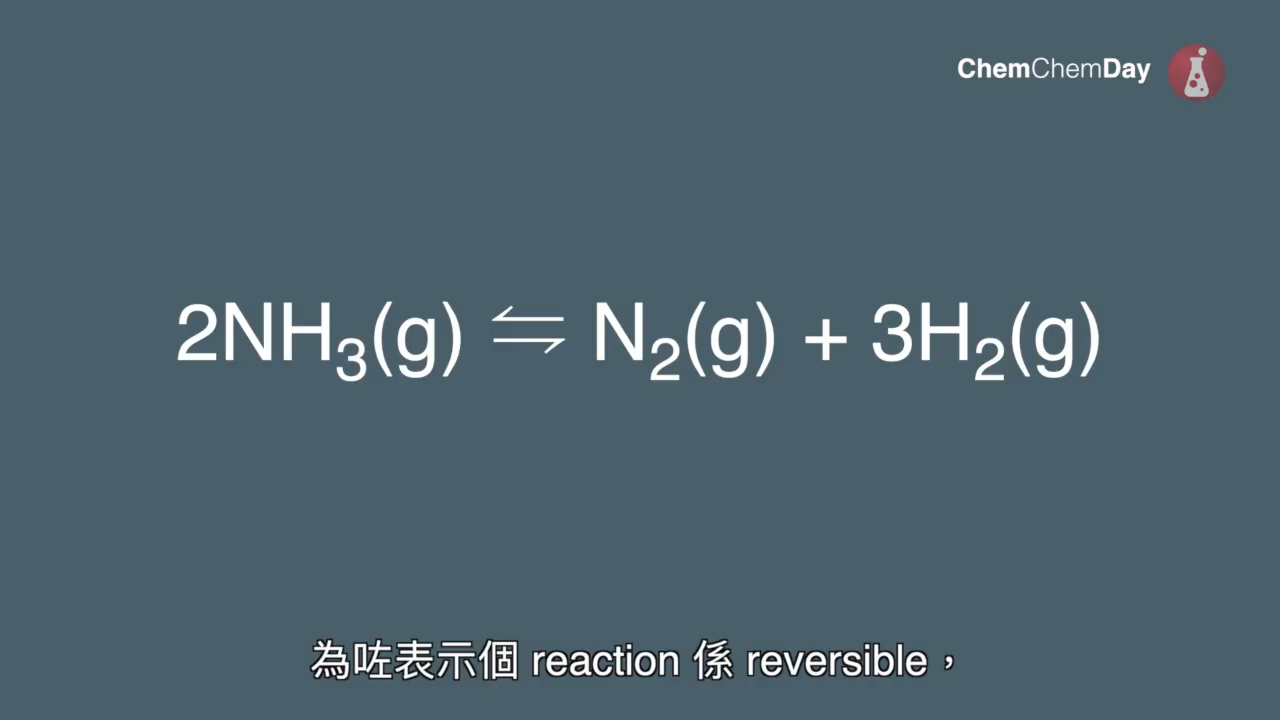 ChemChemDay
2NH₃(g) ⇋ N₂(g) + 3H₂(g)
為咗表示個 reaction 係 reversible，